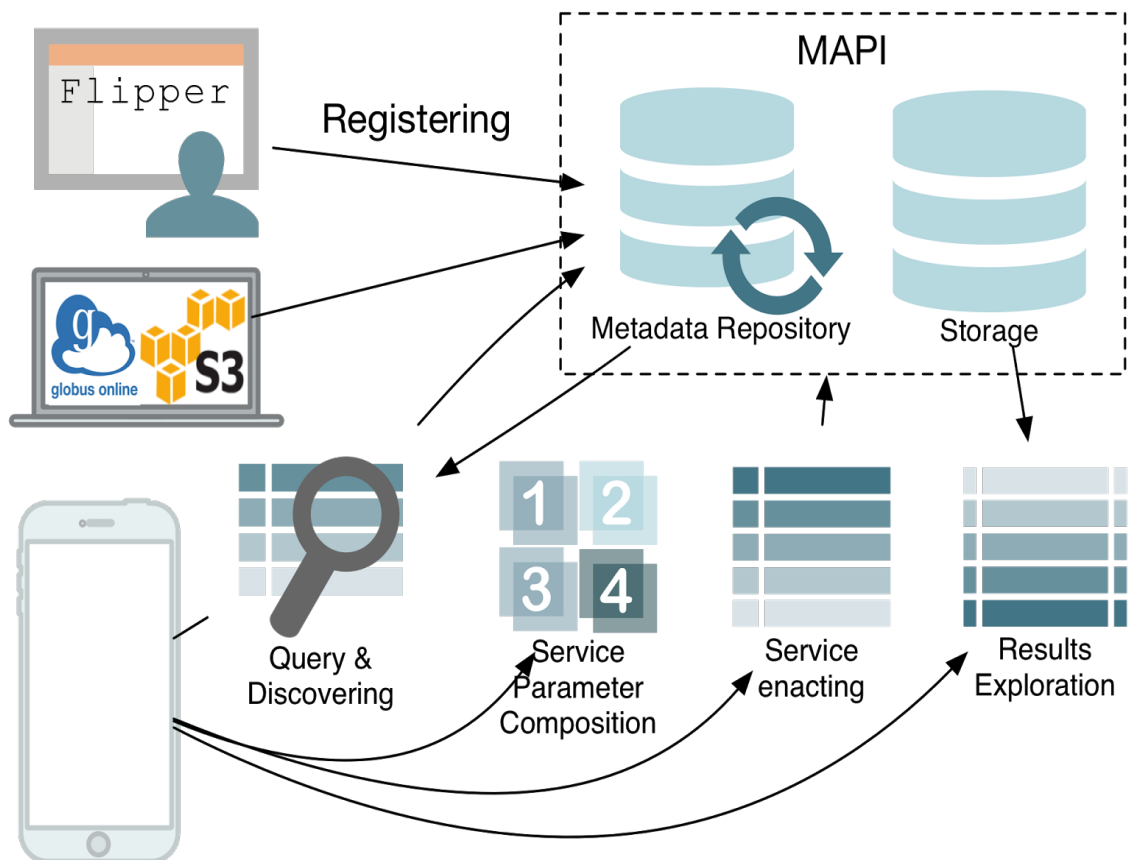 MAPI
Flipper
Registering
Metadata Repository
Storage
g
globus online
S3
1
2
3
4
Query &
Discovering
Service
Parameter
Composition
Service
enacting
Results
Exploration